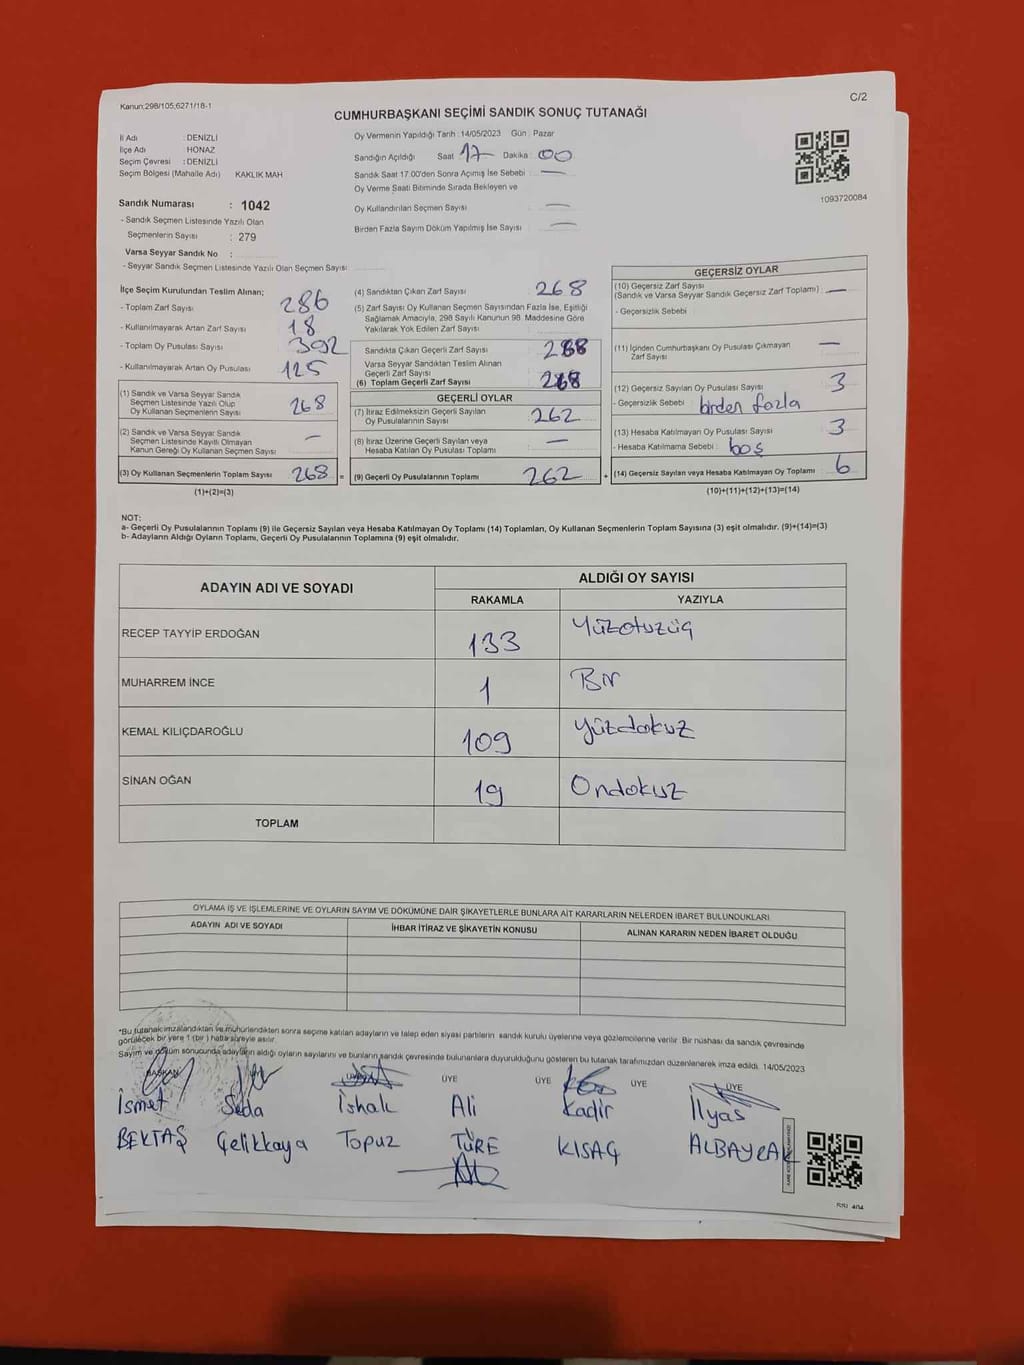 Kanun:298/105,6271/18-1
C/2
CUMHURBAŞKANI SEÇİMİ SANDIK SONUÇ TUTANAĞI
İl Adı : DENİZLİ
İlçe Adı : HONAZ
Seçim Çevresi : DENİZLİ
Seçim Bölgesi (Mahalle Adı) KAKLIK MAH
Oy Vermenin Yapıldığı Tarih : 14/05/2023 Gün : Pazar
Sandığın Açıldığı Saat 17 Dakika : 00
Sandık Saat 17.00'den Sonra Açımış İse Sebebi : —
Oy Verme Saati Bitiminde Sırada Bekleyen ve
Oy Kullandırılan Seçmen Sayısı —
Birden Fazla Sayım Döküm Yapılmış İse Sayısı : —
1093720084
Sandık Numarası : 1042
- Sandık Seçmen Listesinde Yazılı Olan
Seçmenlerin Sayısı : 279
Varsa Seyyar Sandık No :
- Seyyar Sandık Seçmen Listesinde Yazılı Olan Seçmen Sayısı:
İlçe Seçim Kurulundan Teslim Alınan;
- Toplam Zarf Sayısı 286
- Kullanılmayarak Artan Zarf Sayısı : 18
- Toplam Oy Pusulası Sayısı : 392
- Kullanılmayarak Artan Oy Pusulası : 125
(1) Sandık ve Varsa Seyyar Sandık
Seçmen Listesinde Yazılı Olup
Oy Kullanan Seçmenlerin Sayısı 268
(2) Sandık ve Varsa Seyyar Sandık
Seçmen Listesinde Kayıtlı Olmayan
Kanun Gereği Oy Kullanan Seçmen Sayısı —
(3) Oy Kullanan Seçmenlerin Toplam Sayısı 268 =
(1)+(2)=(3)
(4) Sandıktan Çıkan Zarf Sayısı 268
(5) Zarf Sayısı Oy Kullanan Seçmen Sayısından Fazla İse, Eşitliği
Sağlamak Amacıyla, 298 Sayılı Kanunun 98. Maddesine Göre
Yakılarak Yok Edilen Zarf Sayısı
Sandıkta Çıkan Geçerli Zarf Sayısı 268
Varsa Seyyar Sandıktan Teslim Alınan
Geçerli Zarf Sayısı
(6) Toplam Geçerli Zarf Sayısı 268
GEÇERLİ OYLAR
(7) İtiraz Edilmeksizin Geçerli Sayılan
Oy Pusulasının Sayısı 262
(8) İtiraz Üzerine Geçerli Sayılan veya
Hesaba Katılan Oy Pusulası Toplamı —
(9) Geçerli Oy Pusulalarının Toplamı 262 +
GEÇERSİZ OYLAR
(10) Geçersiz Zarf Sayısı
(Sandık ve Varsa Seyyar Sandık Geçersiz Zarf Toplamı) : —
- Geçersizlik Sebebi
(11) İçinden Cumhurbaşkanı Oy Pusulası Çıkmayan
Zarf Sayısı —
(12) Geçersiz Sayılan Oy Pusulası Sayısı 3
- Geçersizlik Sebebi birden fazla
(13) Hesaba Katılmayan Oy Pusulası Sayısı 3
- Hesaba Katılmama Sebebi : boş
(14) Geçersiz Sayılan veya Hesaba Katılmayan Oy Toplamı 6
(10)+(11)+(12)+(13)=(14)
NOT:
a- Geçerli Oy Pusulalarının Toplamı (9) ile Geçersiz Sayılan veya Hesaba Katılmayan Oy Toplamı (14) Toplamları, Oy Kullanan Seçmenlerin Toplam Sayısına (3) eşit olmalıdır. (9)+(14)=(3)
b- Adayların Aldığı Oyların Toplamı, Geçerli Oy Pusulalarının Toplamına (9) eşit olmalıdır.
ADAYIN ADI VE SOYADI
ALDIĞI OY SAYISI
RAKAMLA YAZIYLA
RECEP TAYYİP ERDOĞAN 133 Yüzotuzüç
MUHARREM İNCE 1 Bir
KEMAL KILIÇDAROĞLU 109 Yüzdokuz
SİNAN OĞAN 19 Ondokuz
TOPLAM
OYLAMA İŞ VE İŞLEMLERİNE VE OYLARIN SAYIM VE DÖKÜMÜNE DAİR ŞİKAYETLERLE BUNLARA AİT KARARLARIN NELERDEN İBARET BULUNDUKLARI
ADAYIN ADI VE SOYADI İHBAR İTİRAZ VE ŞİKAYETİN KONUSU ALINAN KARARIN NEDEN İBARET OLDUĞU
*Bu tutanak imzalandıktan ve mühürlendikten sonra seçime katılan adayların ve talep eden siyasi partilerin sandık kurulu üyelerine veya gözlemcilerine verilir. Bir nüshası da sandık çevresinde
görülecek bir yere 1 (bir ) hafta süreyle asılır.
Sayım ve döküm sonucunda adayların aldığı oyların sayılarını ve bunların sandık çevresinde bulunanlara duyurulduğunu gösteren bu tutanak tarafımızdan düzenlenerek imza edildi. 14/05/2023
BAŞKAN ÜYE ÜYE ÜYE ÜYE
İsmet Seda İshak Ali Kadir İlyas
BEKTAŞ Çelikkaya Topuz TÜRE KISAÇ ALBAYRAK